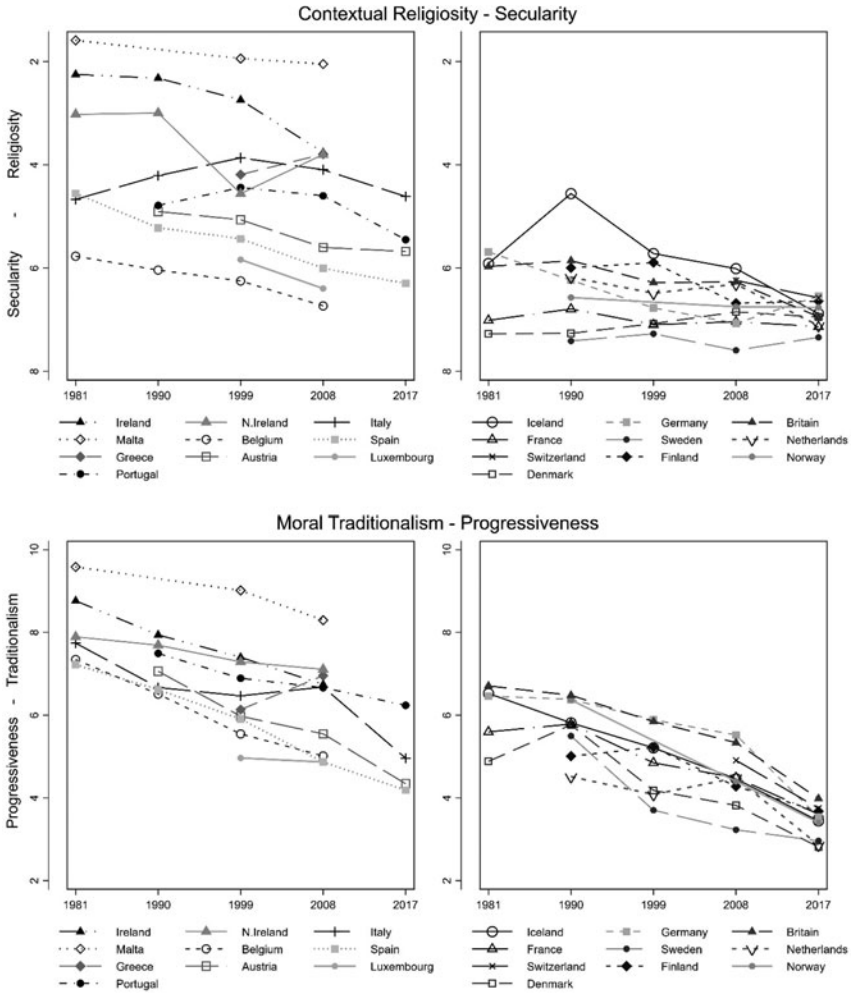 Contextual Religiosity - Secularity
Secularity - Religiosity
2
4
6
8
2
4
6
8
1981 1990 1999 2008 2017
1981 1990 1999 2008 2017
Ireland N.Ireland Italy
Malta Belgium Spain
Greece Austria Luxembourg
Portugal
Iceland Germany Britain
France Sweden Netherlands
Switzerland Finland Norway
Denmark
Moral Traditionalism - Progressiveness
Progressiveness - Traditionalism
10
8
6
4
2
10
8
6
4
2
1981 1990 1999 2008 2017
1981 1990 1999 2008 2017
Ireland N.Ireland Italy
Malta Belgium Spain
Greece Austria Luxembourg
Portugal
Iceland Germany Britain
France Sweden Netherlands
Switzerland Finland Norway
Denmark